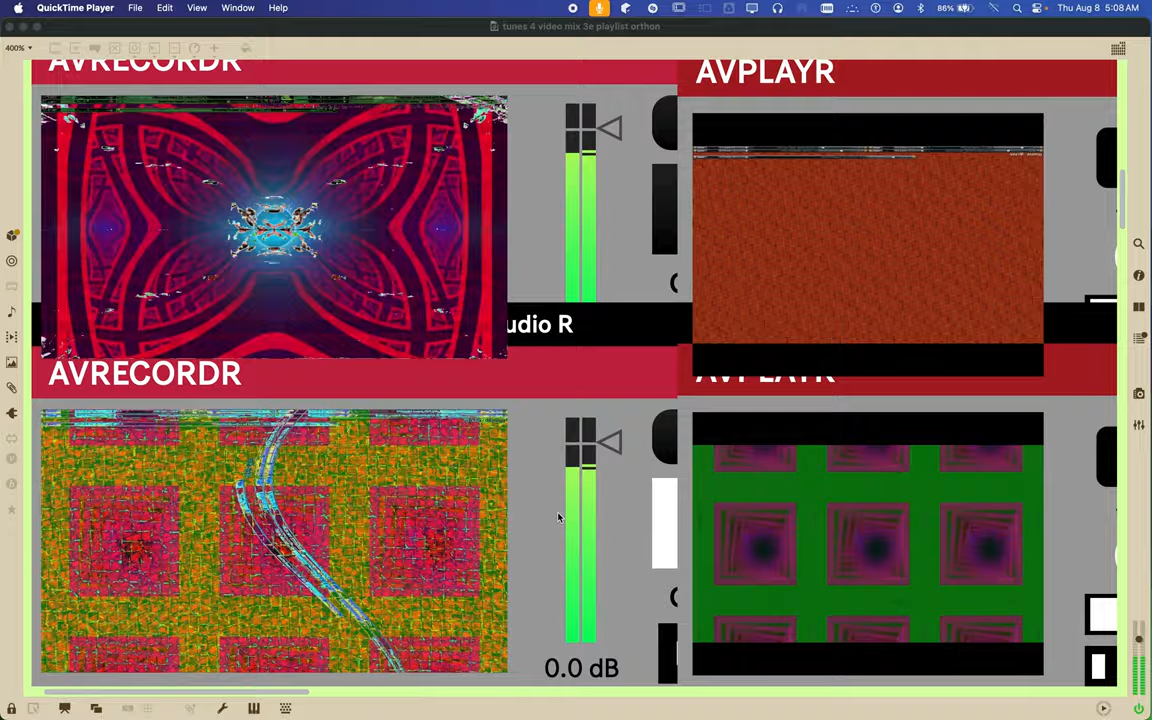 QuickTime Player File Edit View Window Help 86% Thu Aug 8 5:08 AM
tunes 4 video mix 3e playlist orthon
400%
AVRECORDR
AVPLAYR
udio R
AVRECORDR
AVPLAYR
0.0 dB